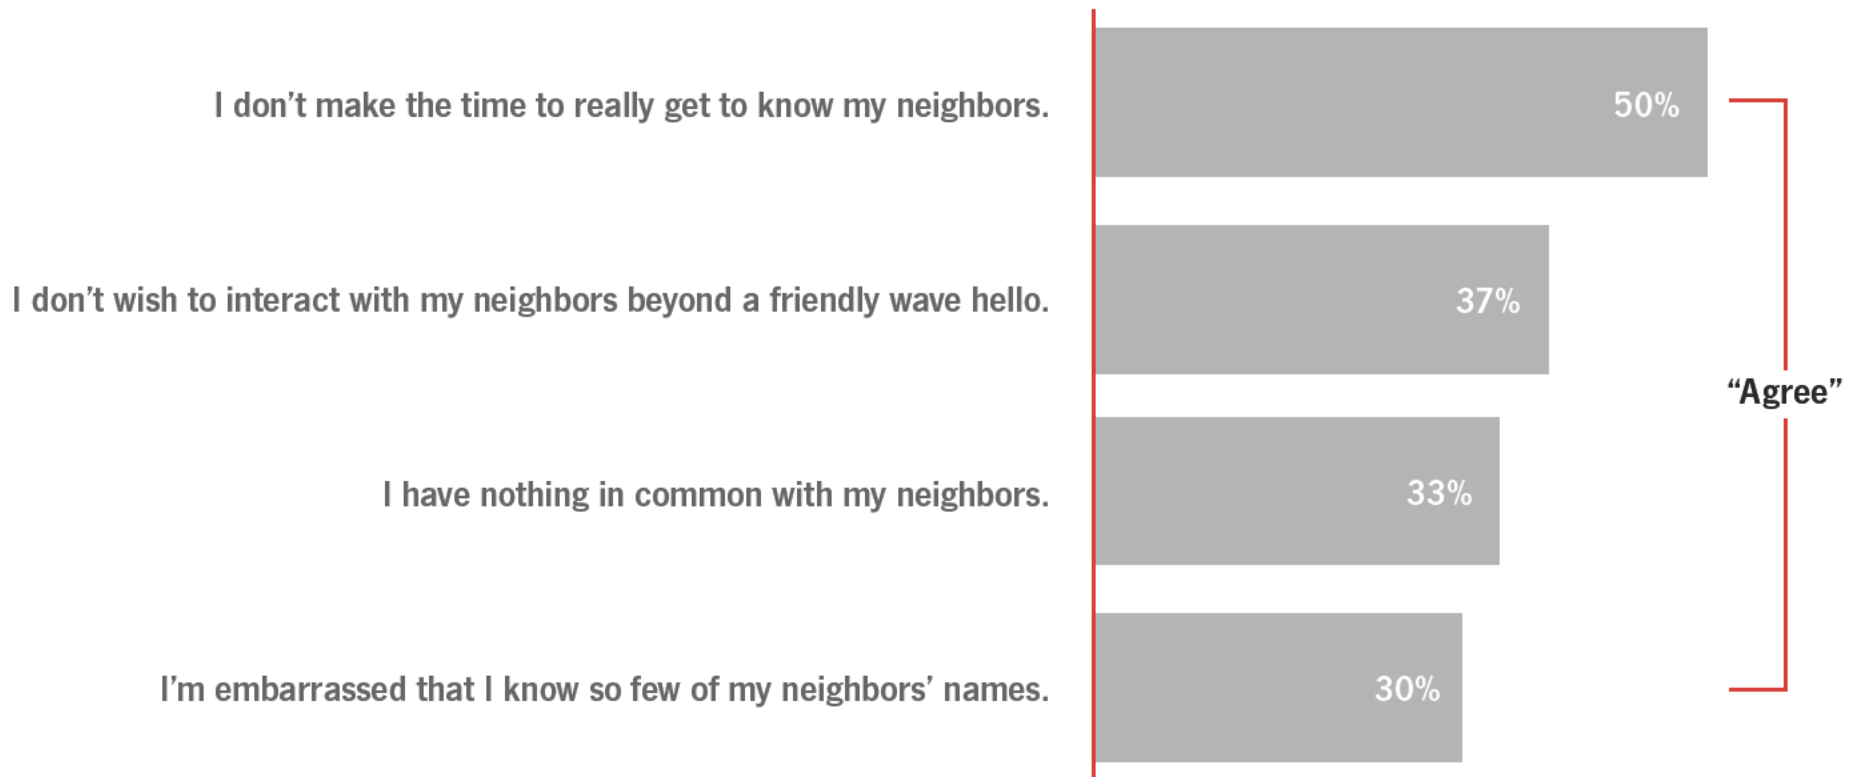 I don’t make the time to really get to know my neighbors.
50%
I don’t wish to interact with my neighbors beyond a friendly wave hello.
37%
“Agree”
I have nothing in common with my neighbors.
33%
I’m embarrassed that I know so few of my neighbors’ names.
30%